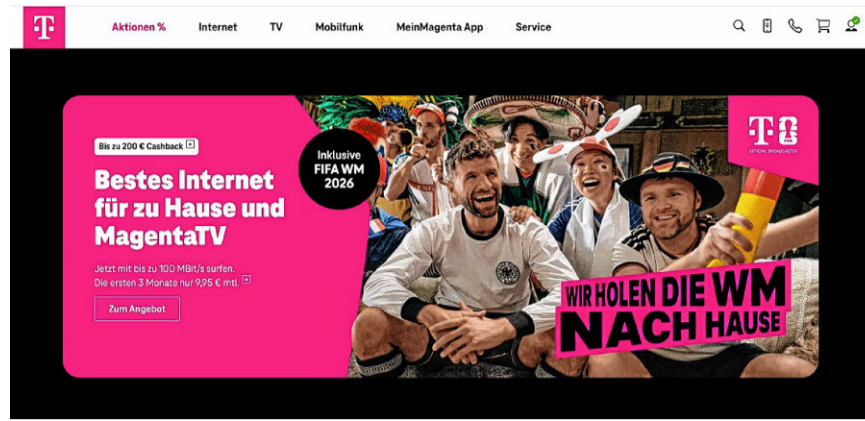 T
Aktionen %
Internet
TV
Mobilfunk
MeinMagenta App
Service
Bis zu 200 € Cashback
Bestes Internet
für zu Hause und
MagentaTV
Jetzt mit bis zu 100 MBit/s surfen.
Die ersten 3 Monate nur 9,95 € mtl.
Zum Angebot
Inklusive
FIFA WM
2026
T
OFFICIAL BROADCASTER
WIR HOLEN DIE WM
NACH HAUSE